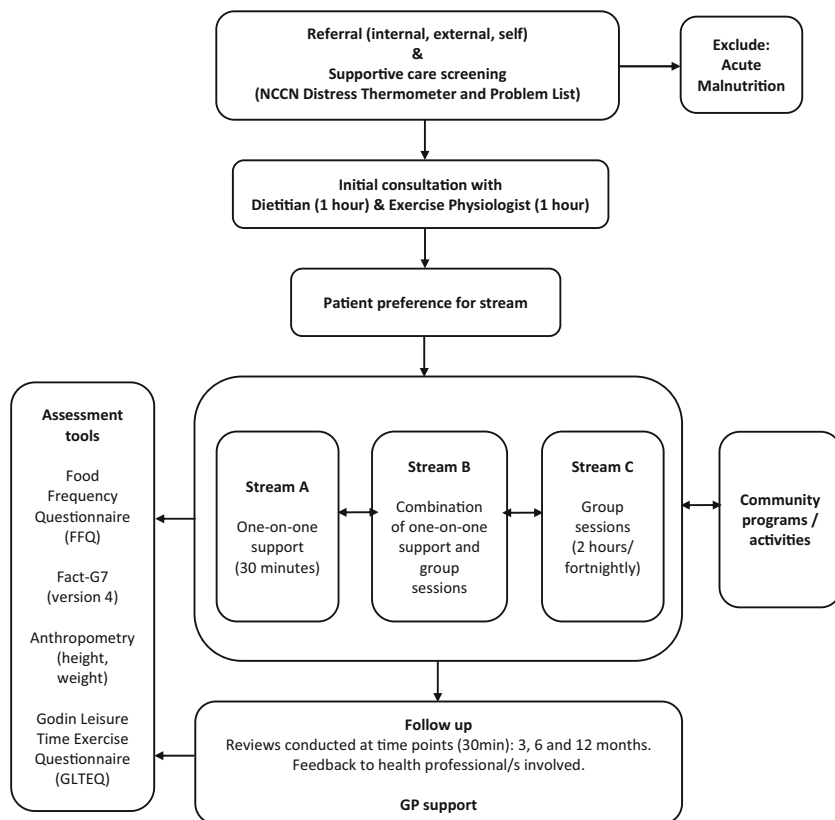 Referral (internal, external, self)
&
Supportive care screening
(NCCN Distress Thermometer and Problem List)
Exclude:
Acute
Malnutrition
Initial consultation with
Dietitian (1 hour) & Exercise Physiologist (1 hour)
Patient preference for stream
Assessment
tools
Food
Frequency
Questionnaire
(FFQ)
Fact-G7
(version 4)
Anthropometry
(height,
weight)
Godin Leisure
Time Exercise
Questionnaire
(GLTEQ)
Stream A
One-on-one
support
(30 minutes)
Stream B
Combination
of one-on-one
support and
group
sessions
Stream C
Group
sessions
(2 hours/
fortnightly)
Community
programs /
activities
Follow up
Reviews conducted at time points (30min): 3, 6 and 12 months.
Feedback to health professional/s involved.
GP support